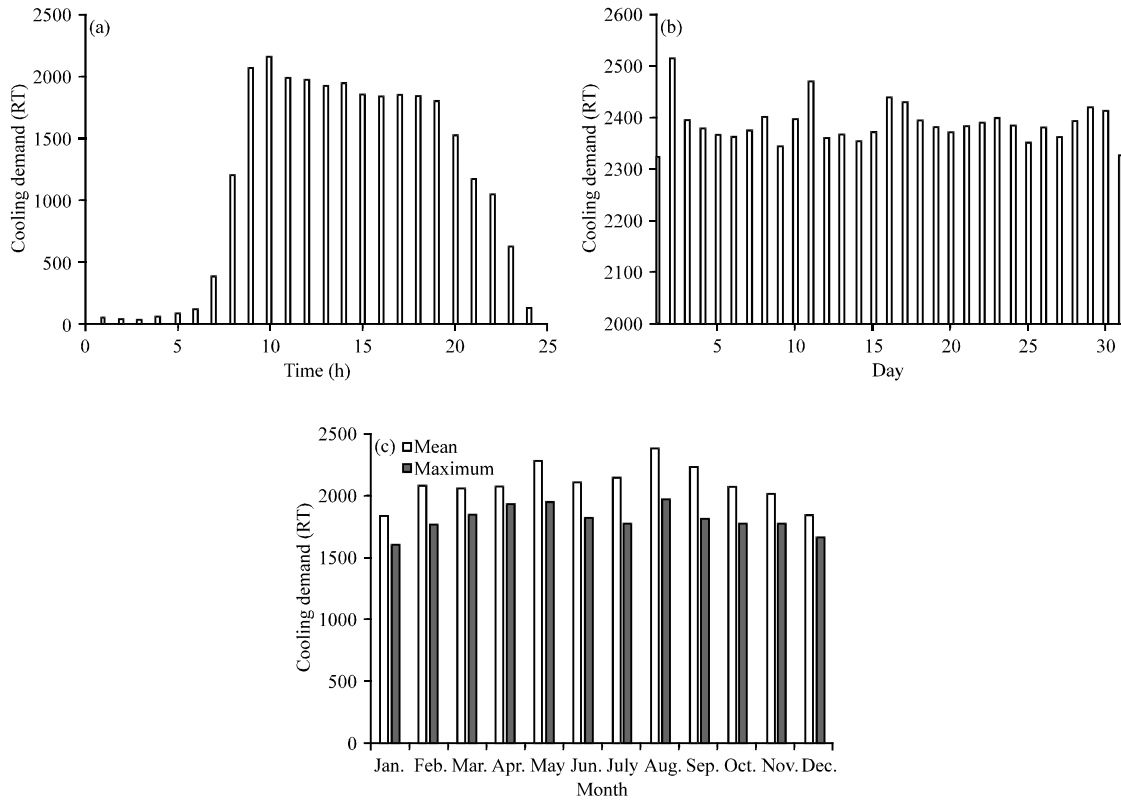 (a)
Cooling demand (RT)
2500
2000
1500
1000
500
0
0 5 10 15 20 25
Time (h)
(b)
Cooling demand (RT)
2600
2500
2400
2300
2200
2100
2000
5 10 15 20 25 30
Day
(c)
Mean
Maximum
Cooling demand (RT)
2500
2000
1500
1000
500
0
Jan. Feb. Mar. Apr. May Jun. July Aug. Sep. Oct. Nov. Dec.
Month